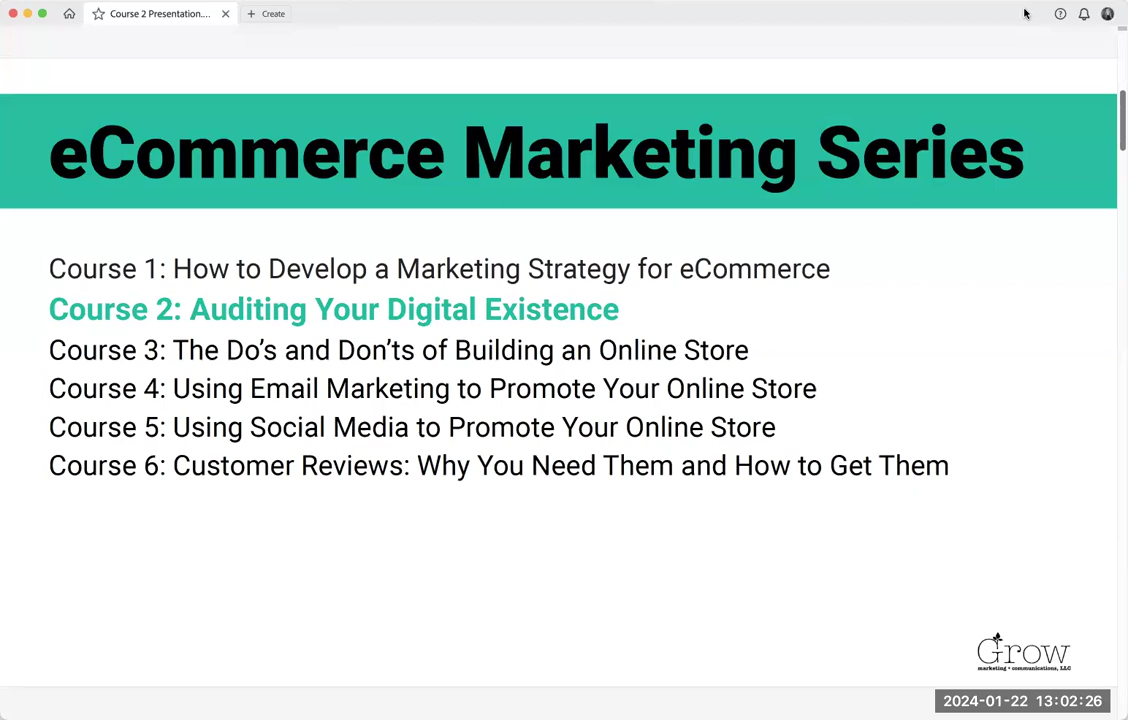 Course 2 Presentation....
Create
eCommerce Marketing Series
Course 1: How to Develop a Marketing Strategy for eCommerce
Course 2: Auditing Your Digital Existence
Course 3: The Do’s and Don’ts of Building an Online Store
Course 4: Using Email Marketing to Promote Your Online Store
Course 5: Using Social Media to Promote Your Online Store
Course 6: Customer Reviews: Why You Need Them and How to Get Them
Grow
marketing • communications, LLC
2024-01-22 13:02:26